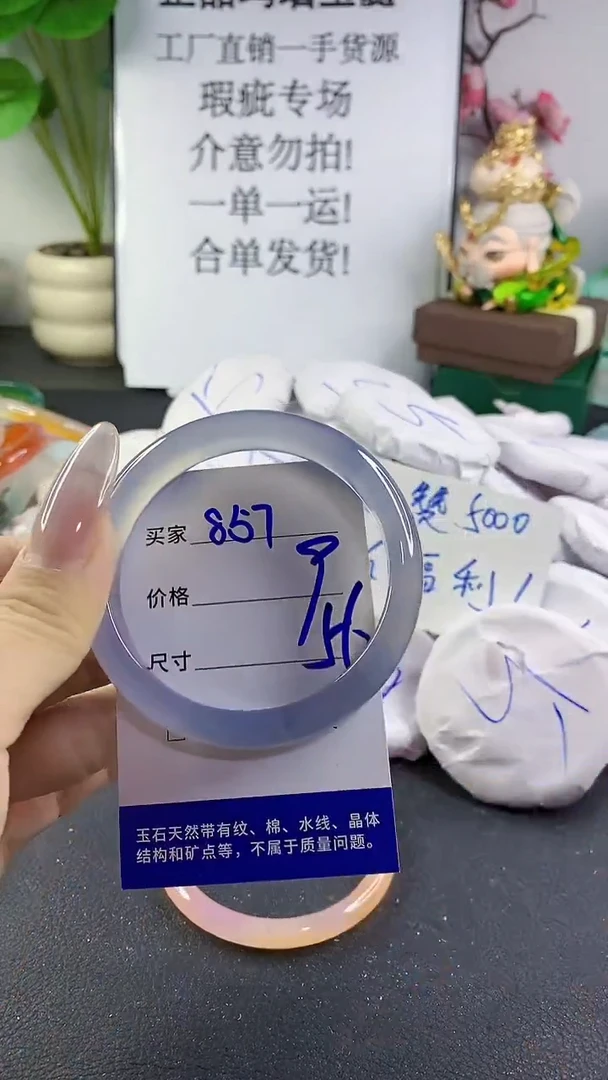 工厂直销一手货源
瑕疵专场
介意勿拍!
一单一运!
合单发货!
买家 857
价格
尺寸 56
赞 5000
福利!
玉石天然带有纹、棉、水线、晶体
结构和矿点等，不属于质量问题。